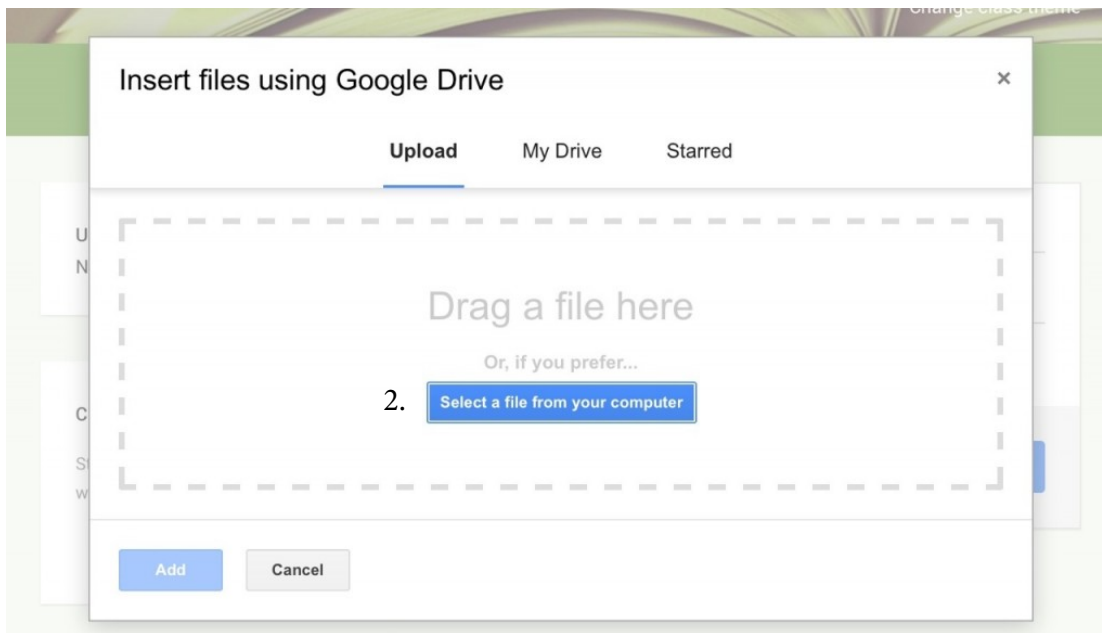 Change class theme
Insert files using Google Drive
×
Upload My Drive Starred
U
N
Drag a file here
Or, if you prefer...
2. Select a file from your computer
C
St
w
Add Cancel